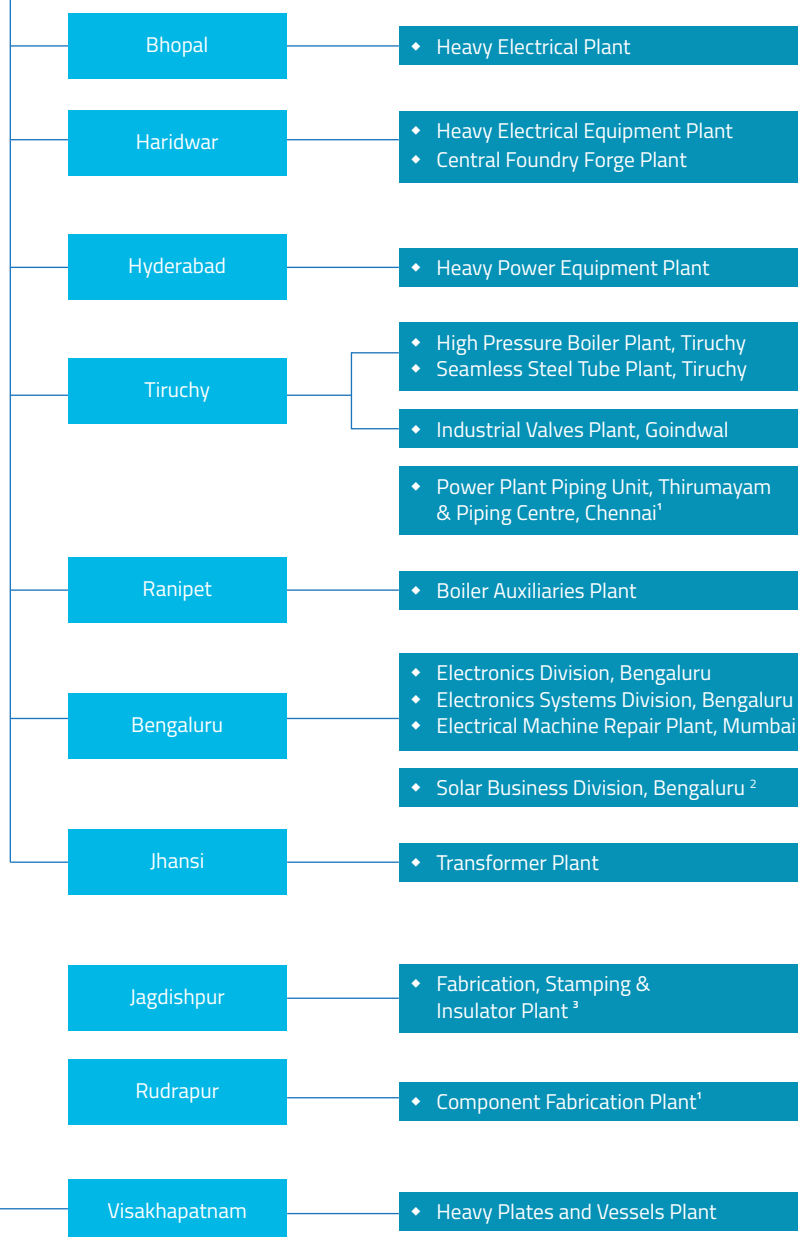 Bhopal
◆ Heavy Electrical Plant
Haridwar
◆ Heavy Electrical Equipment Plant
◆ Central Foundry Forge Plant
Hyderabad
◆ Heavy Power Equipment Plant
Tiruchy
◆ High Pressure Boiler Plant, Tiruchy
◆ Seamless Steel Tube Plant, Tiruchy
◆ Industrial Valves Plant, Goindwal
◆ Power Plant Piping Unit, Thirumayam
& Piping Centre, Chennai¹
Ranipet
◆ Boiler Auxiliaries Plant
Bengaluru
◆ Electronics Division, Bengaluru
◆ Electronics Systems Division, Bengaluru
◆ Electrical Machine Repair Plant, Mumbai
◆ Solar Business Division, Bengaluru ²
Jhansi
◆ Transformer Plant
Jagdishpur
◆ Fabrication, Stamping &
Insulator Plant ³
Rudrapur
◆ Component Fabrication Plant¹
Visakhapatnam
◆ Heavy Plates and Vessels Plant